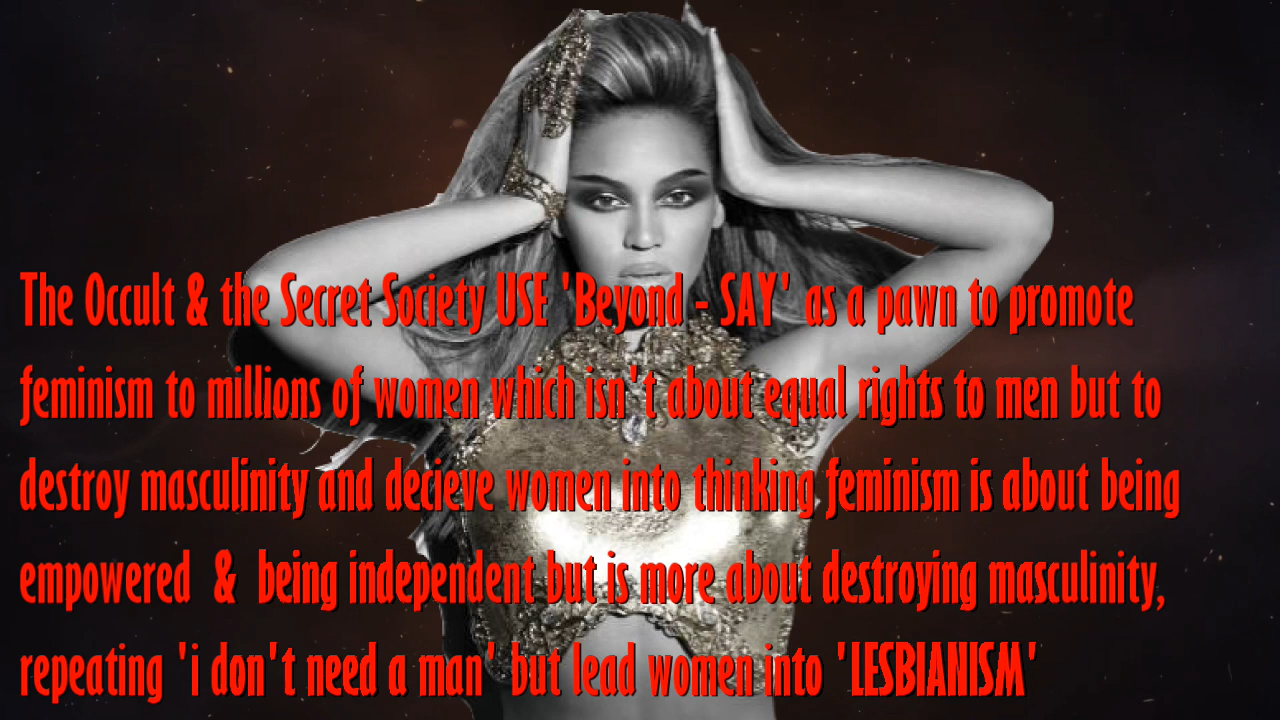 The Occult & the Secret Society USE 'Beyond - SAY' as a pawn to promote
feminism to millions of women which isn't about equal rights to men but to
destroy masculinity and decieve women into thinking feminism is about being
empowered & being independent but is more about destroying masculinity,
repeating 'i don't need a man' but lead women into 'LESBIANISM'